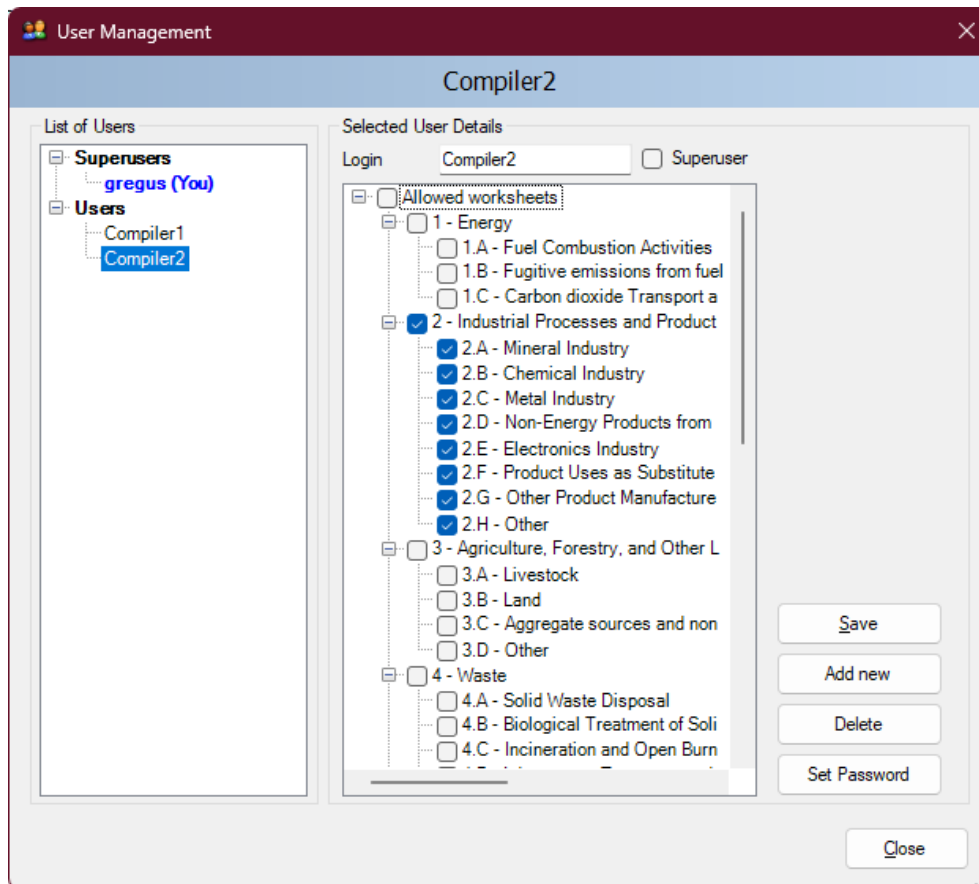 User Management
Compiler2
List of Users
Superusers
gregus (You)
Users
Compiler1
Compiler2
Selected User Details
Login Compiler2 Superuser
Allowed worksheets
1 - Energy
1.A - Fuel Combustion Activities
1.B - Fugitive emissions from fuel
1.C - Carbon dioxide Transport a
2 - Industrial Processes and Product
2.A - Mineral Industry
2.B - Chemical Industry
2.C - Metal Industry
2.D - Non-Energy Products from
2.E - Electronics Industry
2.F - Product Uses as Substitute
2.G - Other Product Manufacture
2.H - Other
3 - Agriculture, Forestry, and Other L
3.A - Livestock
3.B - Land
3.C - Aggregate sources and non
3.D - Other
4 - Waste
4.A - Solid Waste Disposal
4.B - Biological Treatment of Soli
4.C - Incineration and Open Burn
Save
Add new
Delete
Set Password
Close